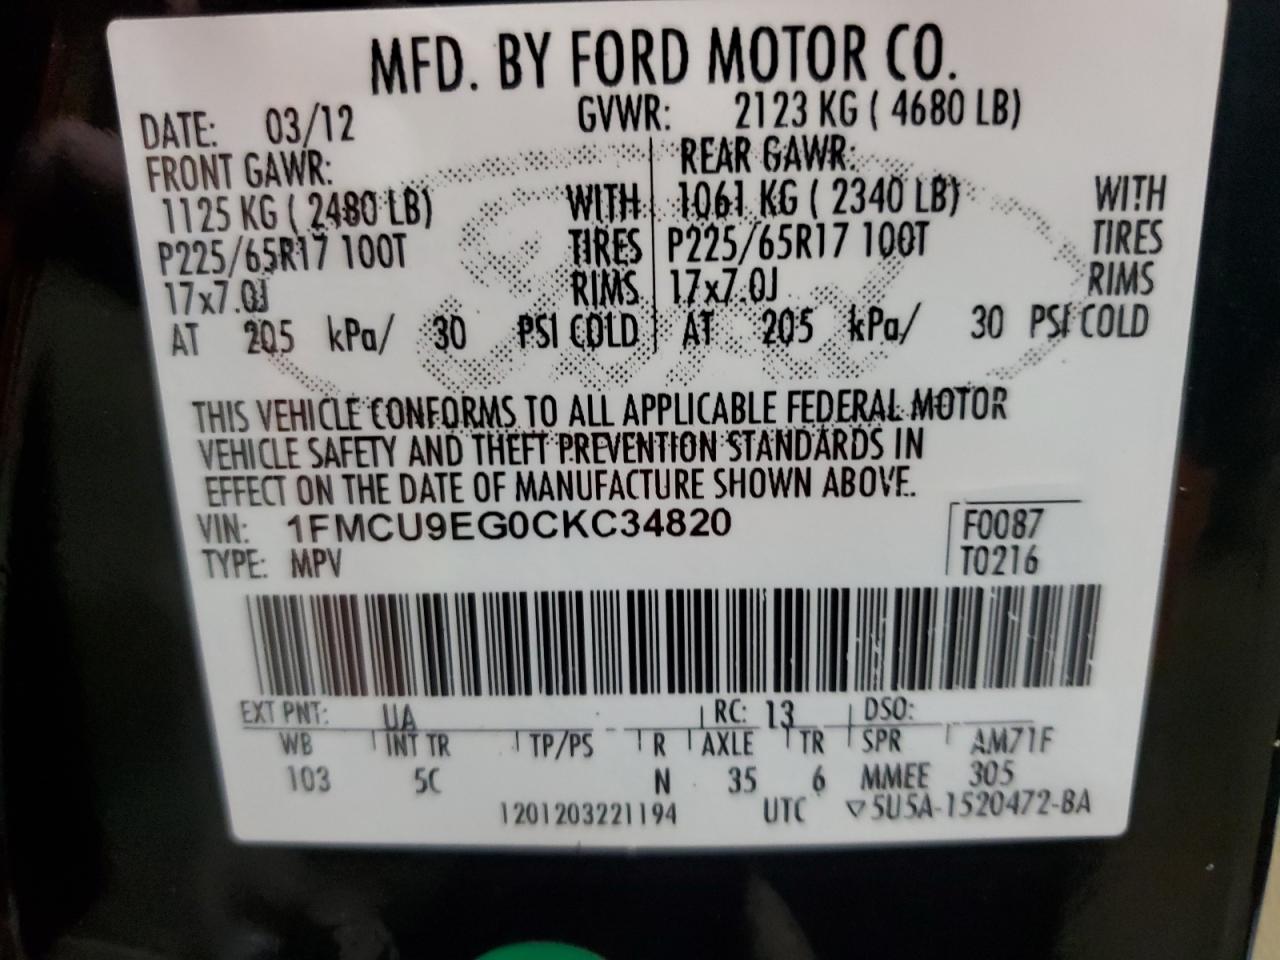 MFD. BY FORD MOTOR CO.
DATE: 03/12 GVWR: 2123 KG ( 4680 LB)
FRONT GAWR: REAR GAWR:
1125 KG ( 2480 LB) WITH 1061 KG ( 2340 LB) WITH
P225/65R17 100T TIRES P225/65R17 100T TIRES
17x7.0J RIMS 17x7.0J RIMS
AT 205 kPa/ 30 PSI COLD AT 205 kPa/ 30 PSI COLD
THIS VEHICLE CONFORMS TO ALL APPLICABLE FEDERAL MOTOR
VEHICLE SAFETY AND THEFT PREVENTION STANDARDS IN
EFFECT ON THE DATE OF MANUFACTURE SHOWN ABOVE.
VIN: 1FMCU9EG0CKC34820 F0087
TYPE: MPV T0216
EXT PNT: UA RC: 13 DSO:
WB INT TR TP/PS R AXLE TR SPR AM71F
103 5C N 35 6 MMEE 305
1201203221194 UTC ▽5U5A-1520472-BA